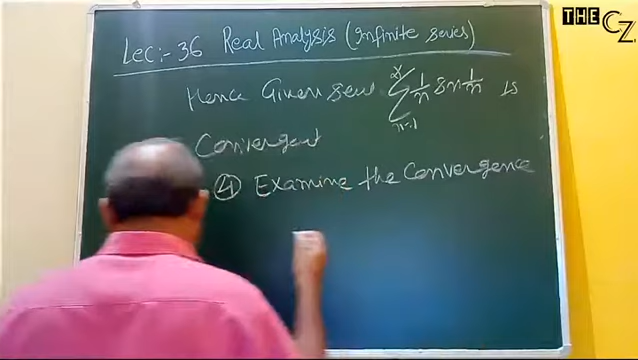 Lec:- 36 Real Analysis (Infinite series)
Hence Given seri ∑ 1/n sin 1/n is
n=1
Convergent
④ Examine the Convergence
THE CZ.